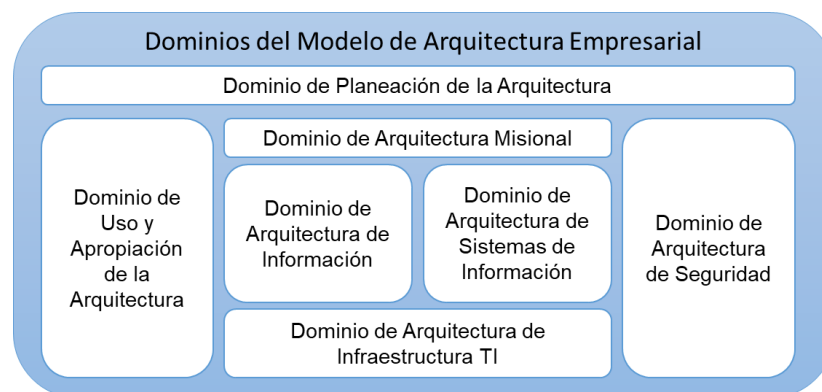 Dominios del Modelo de Arquitectura Empresarial
Dominio de Planeación de la Arquitectura
Dominio de
Uso y
Apropiación
de la
Arquitectura
Dominio de Arquitectura Misional
Dominio de
Arquitectura de
Información
Dominio de
Arquitectura de
Sistemas de
Información
Dominio de Arquitectura de
Infraestructura TI
Dominio de
Arquitectura
de Seguridad